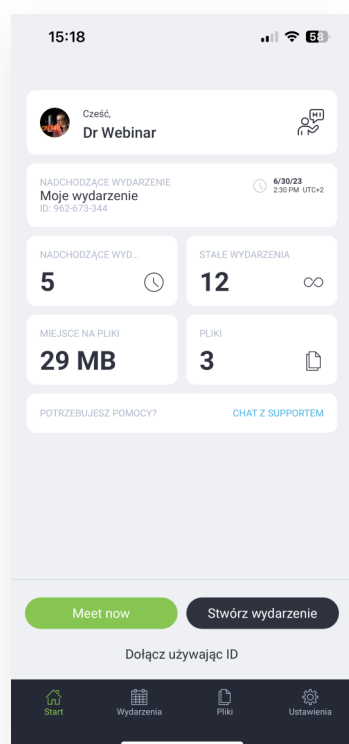 15:18
58
Cześć,
Dr Webinar
HI
NADCHODZĄCE WYDARZENIE
Moje wydarzenie
ID: 962-673-344
6/30/23
2:30 PM UTC+2
NADCHODZĄCE WYD...
5
STAŁE WYDARZENIA
12
MIEJSCE NA PLIKI
29 MB
PLIKI
3
POTRZEBUJESZ POMOCY?
CHAT Z SUPPORTEM
Meet now
Stwórz wydarzenie
Dołącz używając ID
Start
Wydarzenia
Pliki
Ustawienia